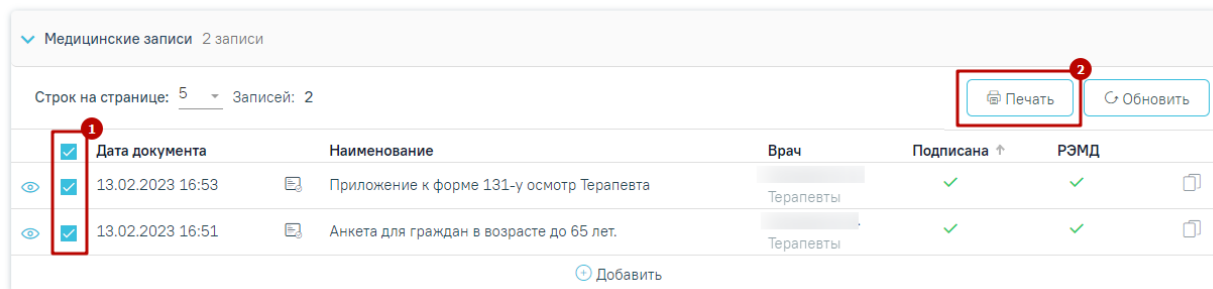 Медицинские записи 2 записи
2
Строк на странице: 5 Записей: 2 Печать Обновить
1
Дата документа Наименование Врач Подписана ↑ РЭМД
13.02.2023 16:53 Приложение к форме 131-у осмотр Терапевта
Терапевты
13.02.2023 16:51 Анкета для граждан в возрасте до 65 лет.
Терапевты
Добавить